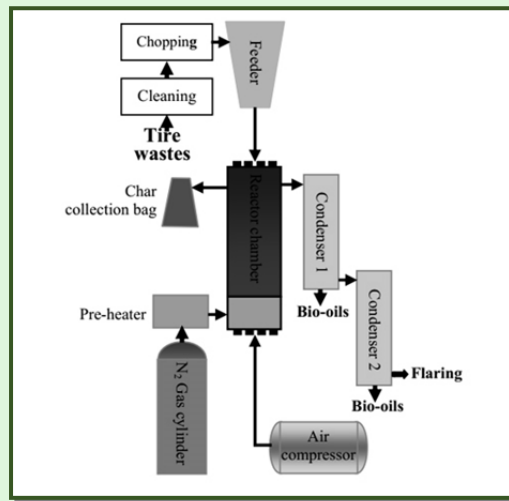 Chopping
Feeder
Cleaning
Tire
wastes
Char
collection bag
Reactor chamber
Condenser 1
Bio-oils
Pre-heater
Condenser 2
Flaring
N₂ Gas cylinder
Bio-oils
Air
compressor